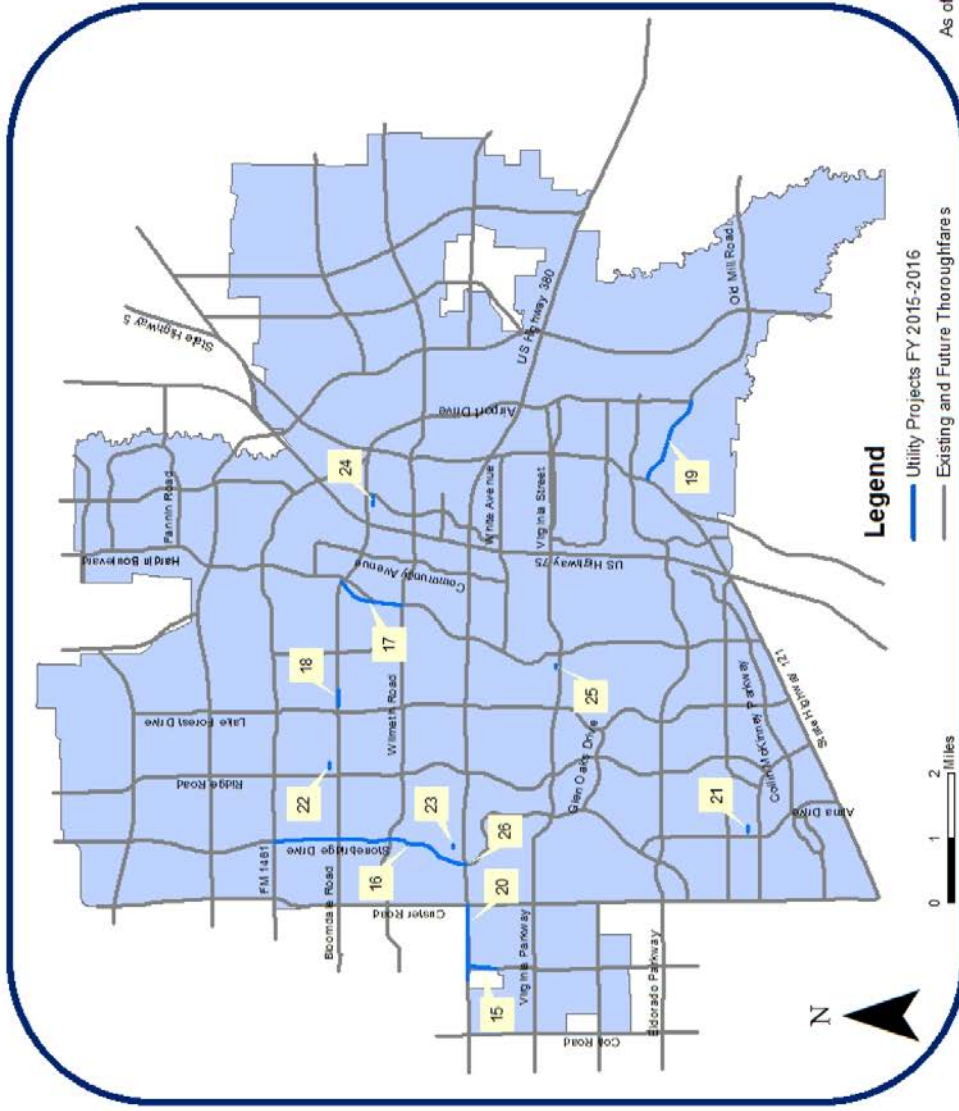 State Highway 5
Fannin Road
Hardin Boulevard
24
Lake Forest Drive
Ridge Road
18
22
FM 1461
Community Avenue
Airport Drive
17
Bloomdale Road
Stonebridge Drive
Wilmeth Road
White Avenue
US Highway 380
16
23
Custer Road
26
20
Virginia Street
US Highway 75
25
Glen Oaks Drive
15
Virginia Parkway
19
Old Mill Road
21
Collin McKinney Parkway
Eldorado Parkway
Coit Road
Alma Drive
State Highway 121
N
0 1 2
Miles
Legend
Utility Projects FY 2015-2016
Existing and Future Thoroughfares
As of